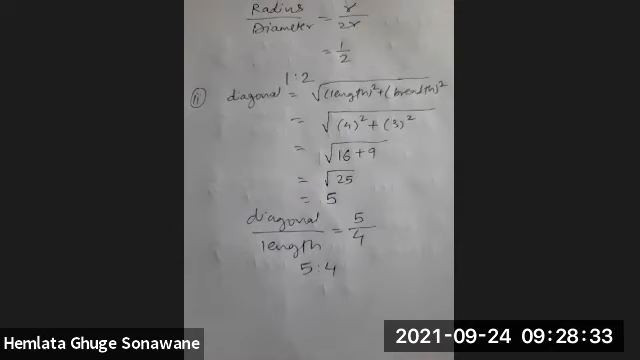 Radius / Diameter = r / 2r
= 1/2
1:2
(ii) diagonal = √(length)²+(breadth)²
= √(4)²+(3)²
= √16+9
= √25
= 5
diagonal / length = 5/4
5:4
Hemlata Ghuge Sonawane
2021-09-24 09:28:33